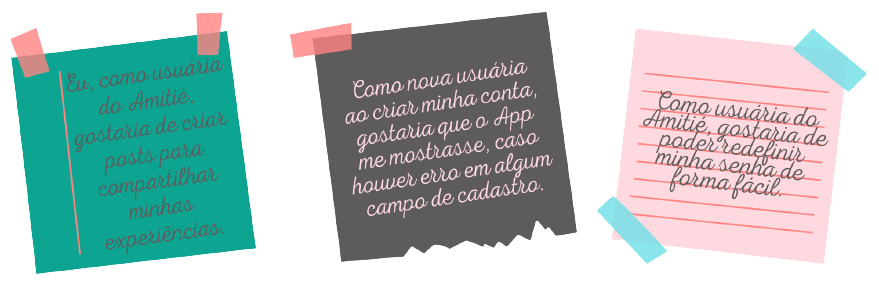 Eu, como usuária
do Amitié,
gostaria de criar
posts para
compartilhar
minhas
experiências.
Como nova usuária
ao criar minha conta,
gostaria que o App
me mostrasse, caso
houver erro em algum
campo de cadastro.
Como usuária do
Amitié, gostaria de
poder redefinir
minha senha de
forma fácil.